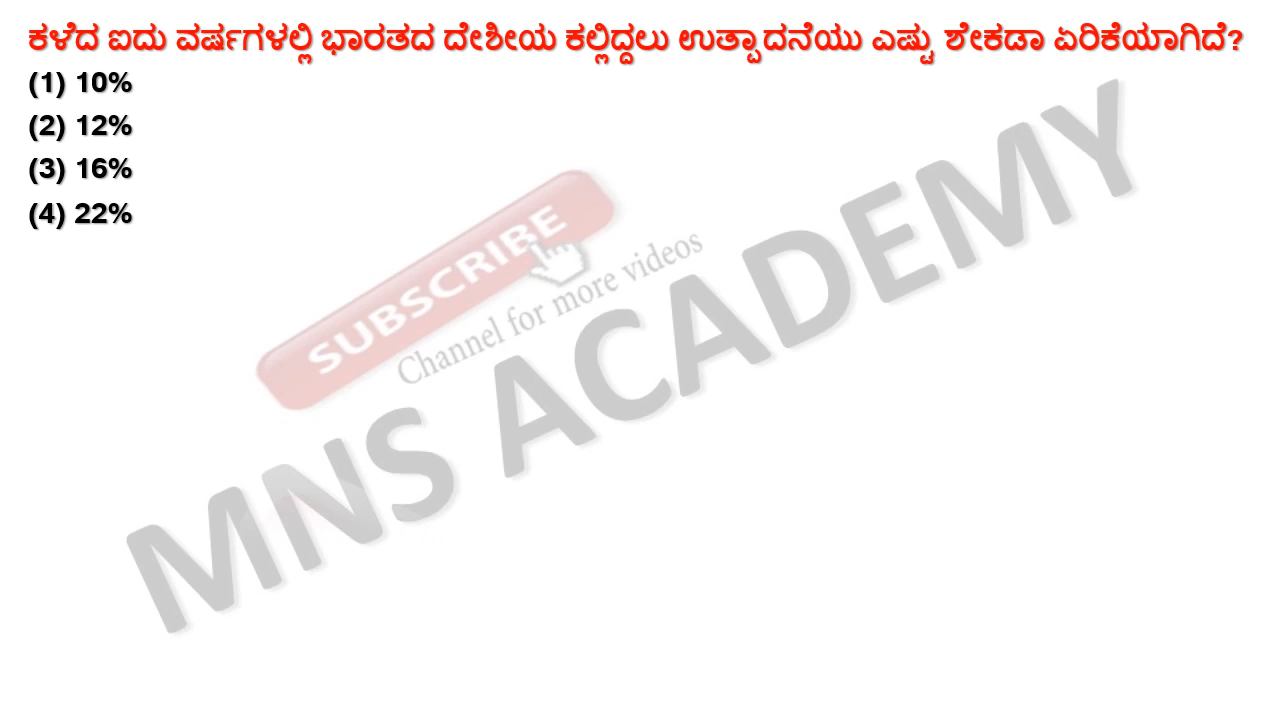 ಕಳೆದ ಐದು ವರ್ಷಗಳಲ್ಲಿ ಭಾರತದ ದೇಶೀಯ ಕಲ್ಲಿದ್ದಲು ಉತ್ಪಾದನೆಯು ಎಷ್ಟು ಶೇಕಡಾ ಏರಿಕೆಯಾಗಿದೆ?
(1) 10%
(2) 12%
(3) 16%
(4) 22%
SUBSCRIBE
Channel for more videos
MNS ACADEMY